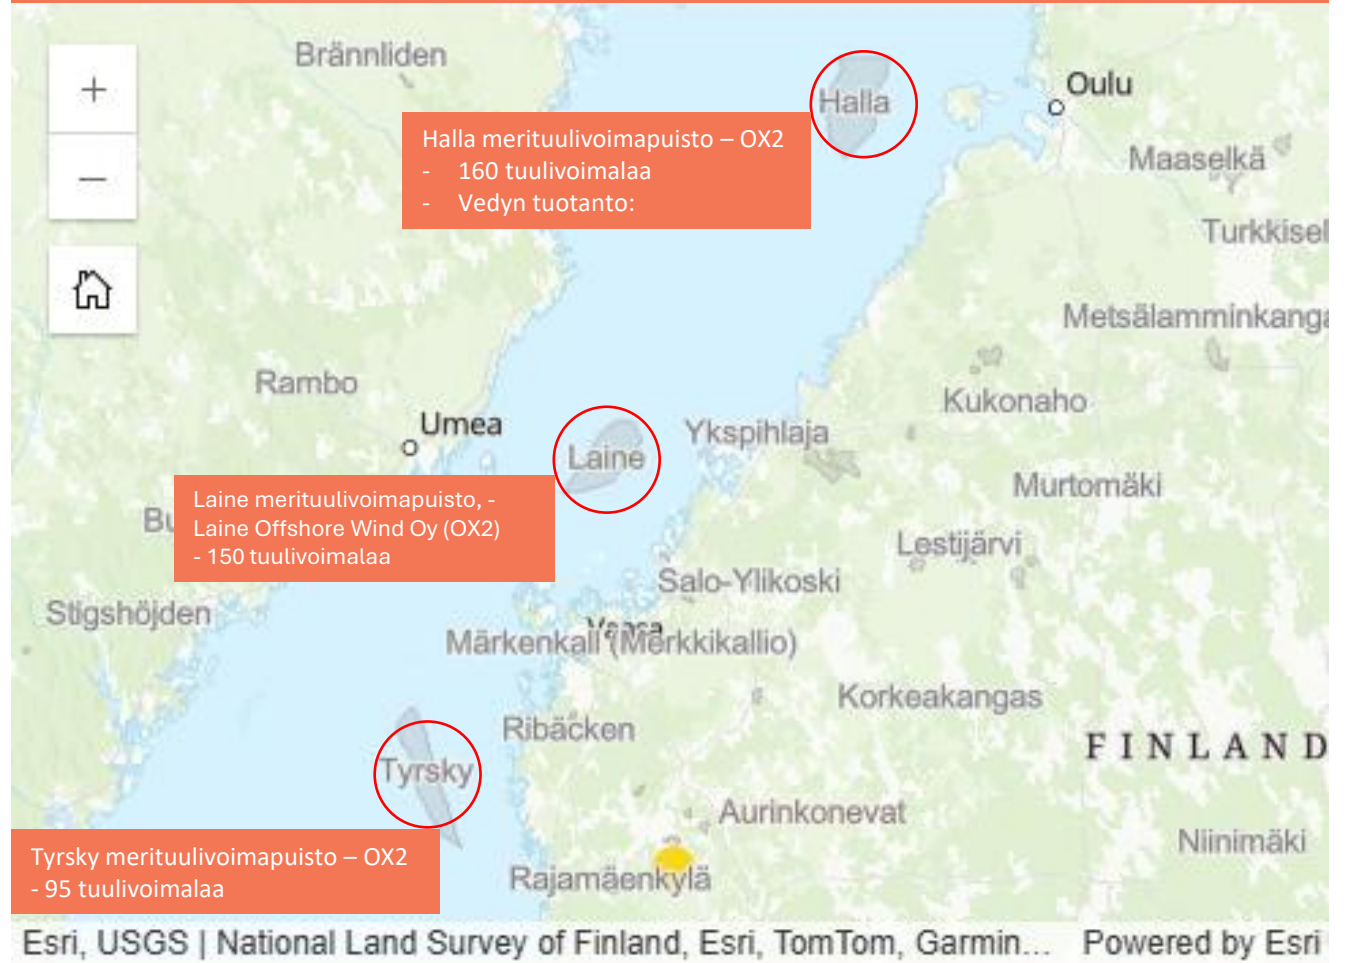 Brännliden
+
Oulu
Halla
Halla merituulivoimapuisto – OX2
- 160 tuulivoimalaa
- Vedyn tuotanto:
Maaselkä
–
Turkkisel
Metsälamminkanga
Rambo
Kukonaho
Umea
Ykspihlaja
Laine
Murtomäki
Laine merituulivoimapuisto, -
Laine Offshore Wind Oy (OX2)
- 150 tuulivoimalaa
Lestijärvi
Salo-Ylikoski
Stigshöjden
Märkenkall (Merkkikallio)
Korkeakangas
Ribäcken
FINLAND
Tyrsky
Aurinkonevat
Niinimäki
Tyrsky merituulivoimapuisto – OX2
- 95 tuulivoimalaa
Rajamäenkylä
Esri, USGS | National Land Survey of Finland, Esri, TomTom, Garmin... Powered by Esri